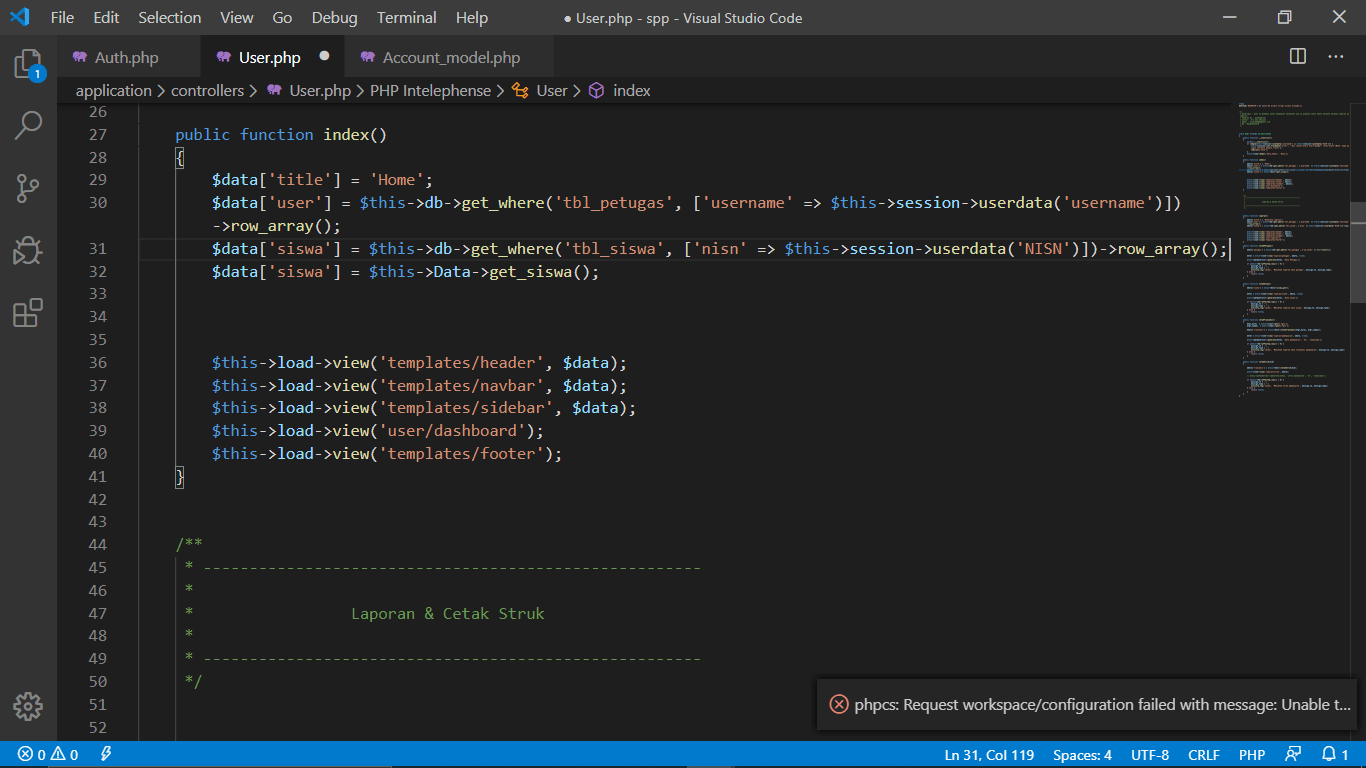 File Edit Selection View Go Debug Terminal Help ● User.php - spp - Visual Studio Code
Auth.php User.php Account_model.php
1
application > controllers > User.php > PHP Intelephense > User > index
26
27 public function index()
28 {
29 $data['title'] = 'Home';
30 $data['user'] = $this->db->get_where('tbl_petugas', ['username' => $this->session->userdata('username')])
->row_array();
31 $data['siswa'] = $this->db->get_where('tbl_siswa', ['nisn' => $this->session->userdata('NISN')])->row_array();
32 $data['siswa'] = $this->Data->get_siswa();
33
34
35
36 $this->load->view('templates/header', $data);
37 $this->load->view('templates/navbar', $data);
38 $this->load->view('templates/sidebar', $data);
39 $this->load->view('user/dashboard');
40 $this->load->view('templates/footer');
41 }
42
43
44 /**
45 * ------------------------------------------------------
46 *
47 * Laporan & Cetak Struk
48 *
49 * ------------------------------------------------------
50 */
51
52
phpcs: Request workspace/configuration failed with message: Unable t...
0 0 Ln 31, Col 119 Spaces: 4 UTF-8 CRLF PHP 1